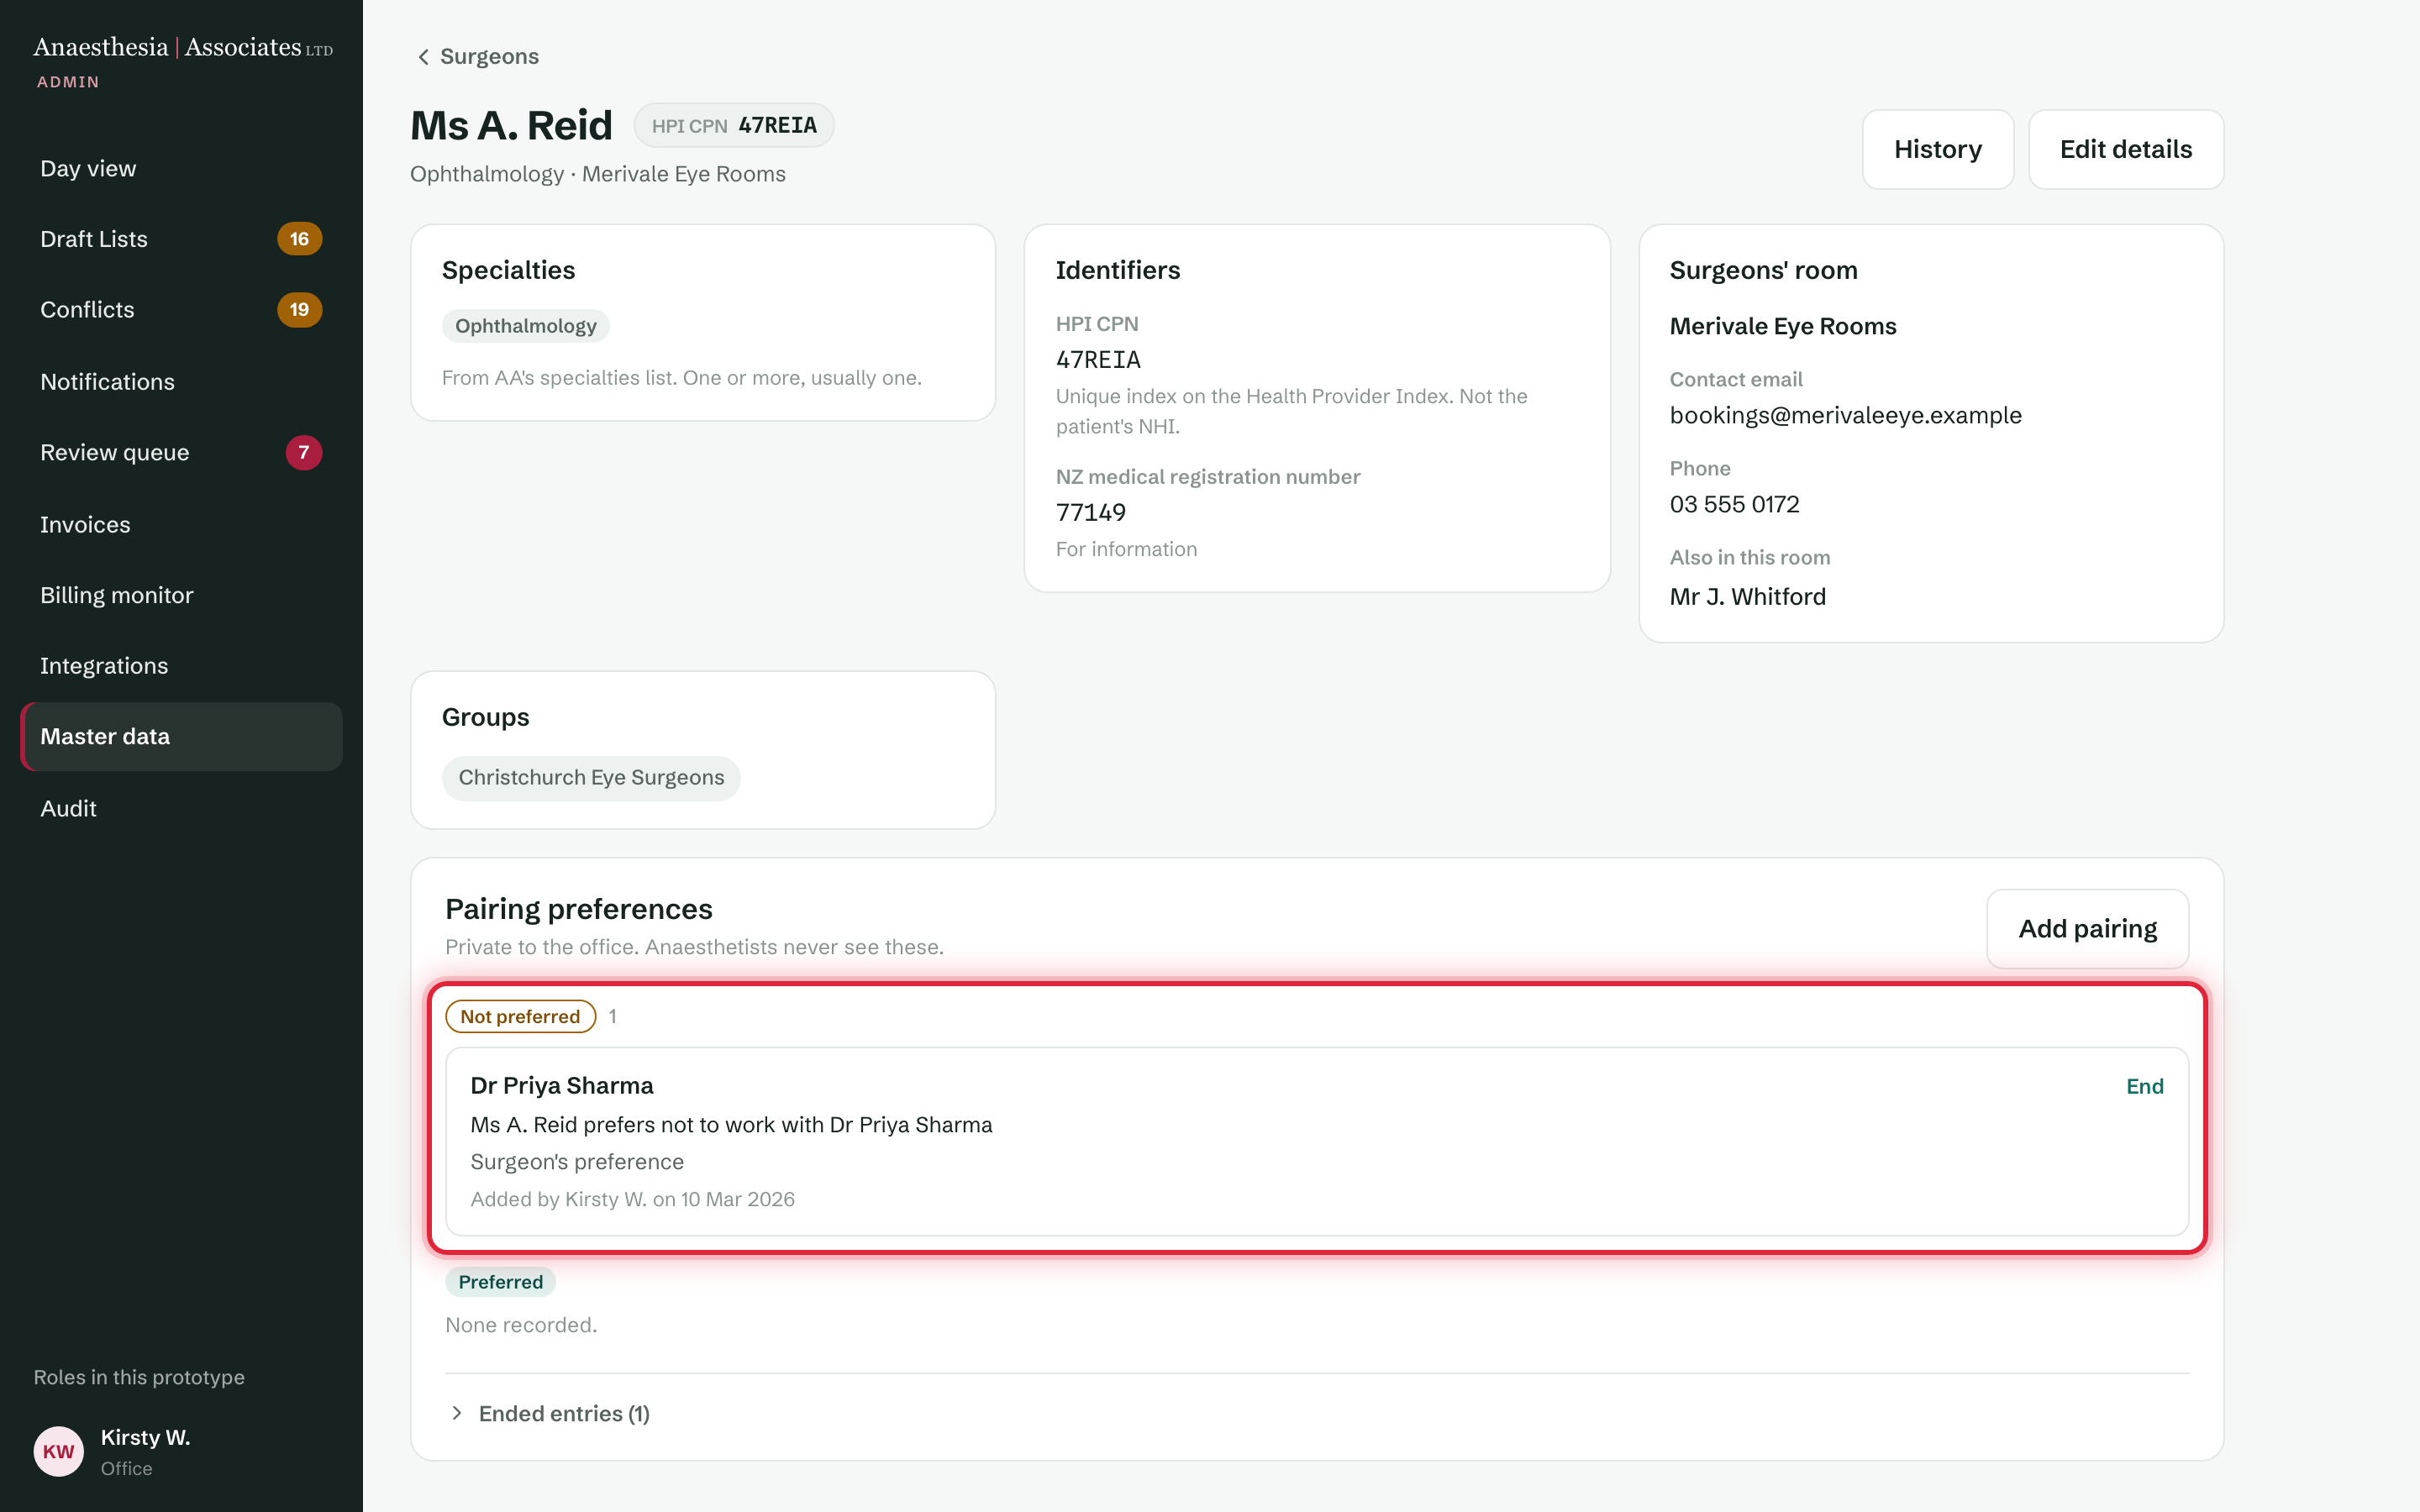 Anaesthesia | Associates LTD
ADMIN
Day view
Draft Lists 16
Conflicts 19
Notifications
Review queue 7
Invoices
Billing monitor
Integrations
Master data
Audit
Roles in this prototype
KW
Kirsty W.
Office
Surgeons
Ms A. Reid
HPI CPN 47REIA
Ophthalmology · Merivale Eye Rooms
History
Edit details
Specialties
Ophthalmology
From AA's specialties list. One or more, usually one.
Identifiers
HPI CPN
47REIA
Unique index on the Health Provider Index. Not the
patient's NHI.
NZ medical registration number
77149
For information
Surgeons' room
Merivale Eye Rooms
Contact email
bookings@merivaleeye.example
Phone
03 555 0172
Also in this room
Mr J. Whitford
Groups
Christchurch Eye Surgeons
Pairing preferences
Private to the office. Anaesthetists never see these.
Add pairing
Not preferred 1
Dr Priya Sharma
End
Ms A. Reid prefers not to work with Dr Priya Sharma
Surgeon's preference
Added by Kirsty W. on 10 Mar 2026
Preferred
None recorded.
Ended entries (1)